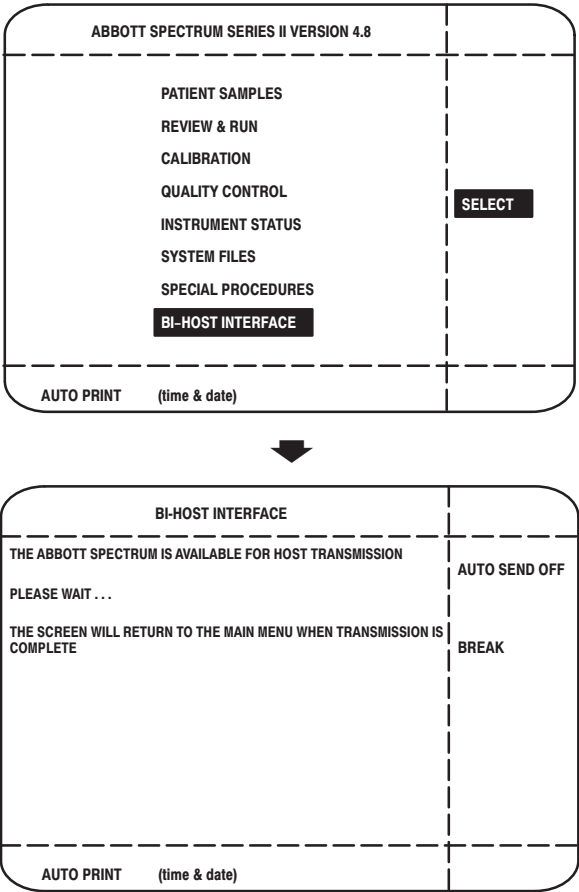 ABBOTT SPECTRUM SERIES II VERSION 4.8
PATIENT SAMPLES
REVIEW & RUN
CALIBRATION
QUALITY CONTROL
INSTRUMENT STATUS
SYSTEM FILES
SPECIAL PROCEDURES
BI–HOST INTERFACE
SELECT
AUTO PRINT (time & date)
BI-HOST INTERFACE
THE ABBOTT SPECTRUM IS AVAILABLE FOR HOST TRANSMISSION
PLEASE WAIT . . .
THE SCREEN WILL RETURN TO THE MAIN MENU WHEN TRANSMISSION IS
COMPLETE
AUTO SEND OFF
BREAK
AUTO PRINT (time & date)